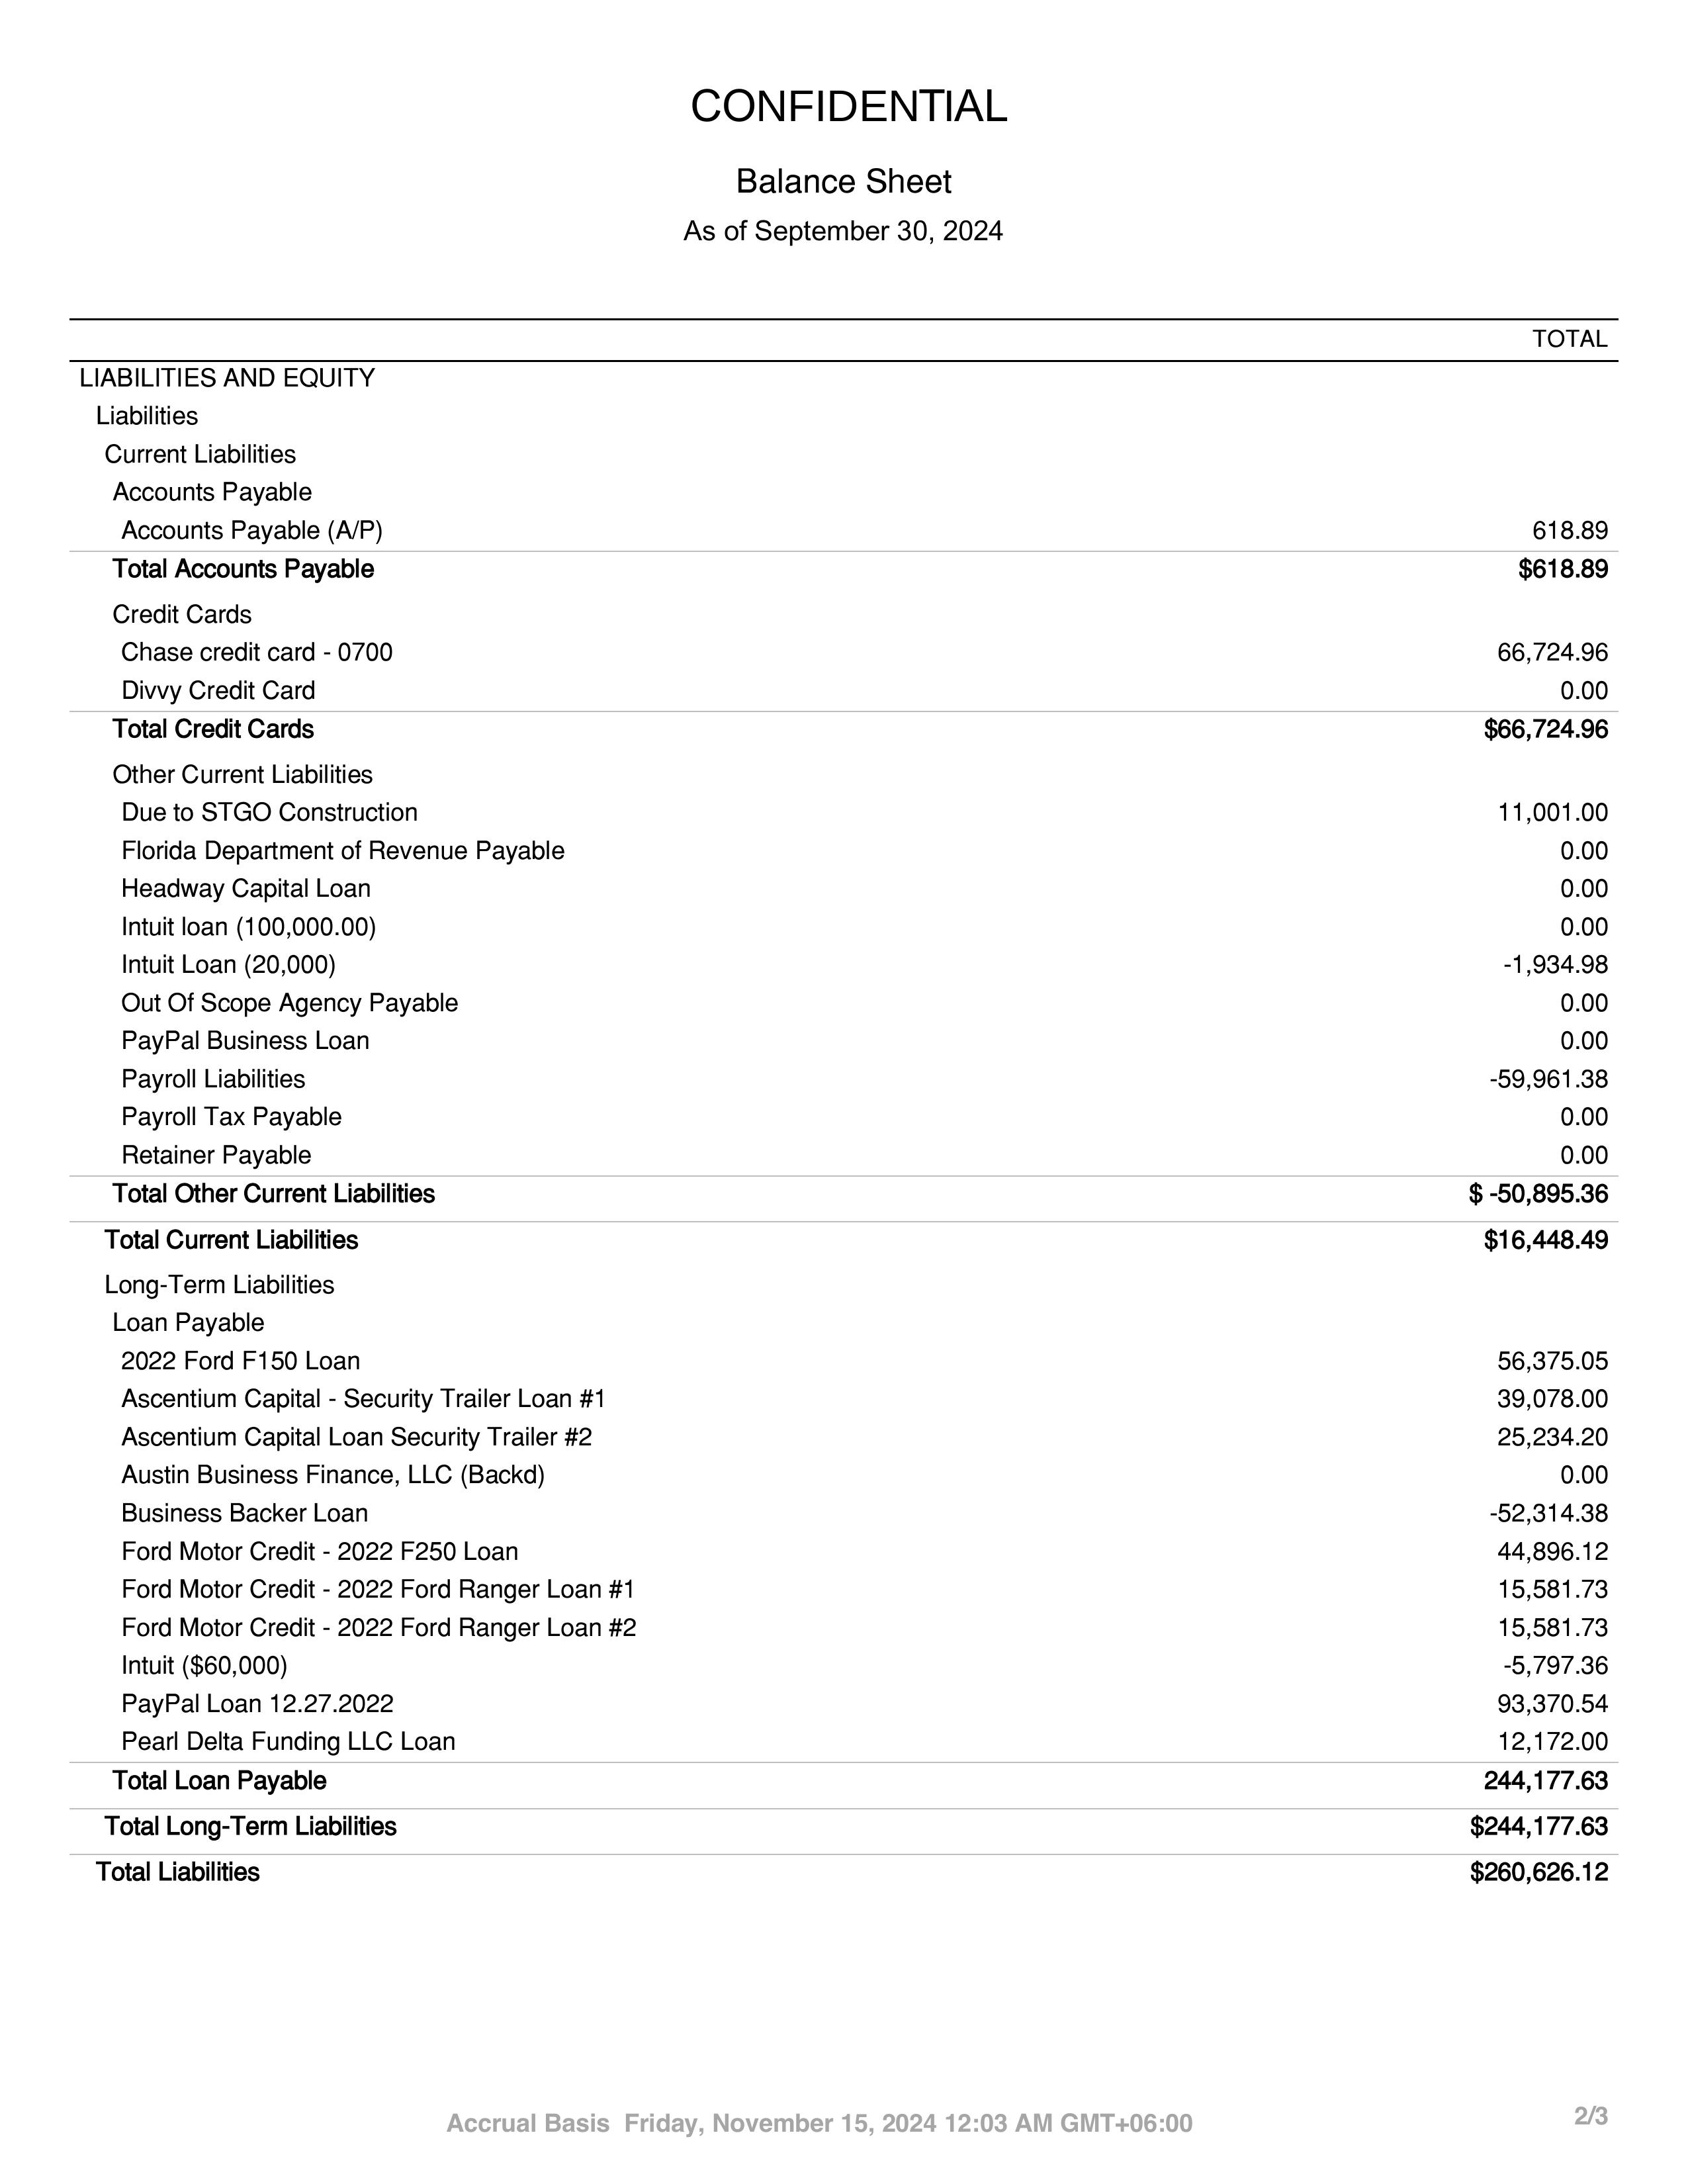 CONFIDENTIAL
Balance Sheet
As of September 30, 2024
TOTAL
LIABILITIES AND EQUITY
Liabilities
Current Liabilities
Accounts Payable
Accounts Payable (A/P) 618.89
Total Accounts Payable $618.89
Credit Cards
Chase credit card - 0700 66,724.96
Divvy Credit Card 0.00
Total Credit Cards $66,724.96
Other Current Liabilities
Due to STGO Construction 11,001.00
Florida Department of Revenue Payable 0.00
Headway Capital Loan 0.00
Intuit loan (100,000.00) 0.00
Intuit Loan (20,000) -1,934.98
Out Of Scope Agency Payable 0.00
PayPal Business Loan 0.00
Payroll Liabilities -59,961.38
Payroll Tax Payable 0.00
Retainer Payable 0.00
Total Other Current Liabilities $ -50,895.36
Total Current Liabilities $16,448.49
Long-Term Liabilities
Loan Payable
2022 Ford F150 Loan 56,375.05
Ascentium Capital - Security Trailer Loan #1 39,078.00
Ascentium Capital Loan Security Trailer #2 25,234.20
Austin Business Finance, LLC (Backd) 0.00
Business Backer Loan -52,314.38
Ford Motor Credit - 2022 F250 Loan 44,896.12
Ford Motor Credit - 2022 Ford Ranger Loan #1 15,581.73
Ford Motor Credit - 2022 Ford Ranger Loan #2 15,581.73
Intuit ($60,000) -5,797.36
PayPal Loan 12.27.2022 93,370.54
Pearl Delta Funding LLC Loan 12,172.00
Total Loan Payable 244,177.63
Total Long-Term Liabilities $244,177.63
Total Liabilities $260,626.12
Accrual Basis Friday, November 15, 2024 12:03 AM GMT+06:00 2/3